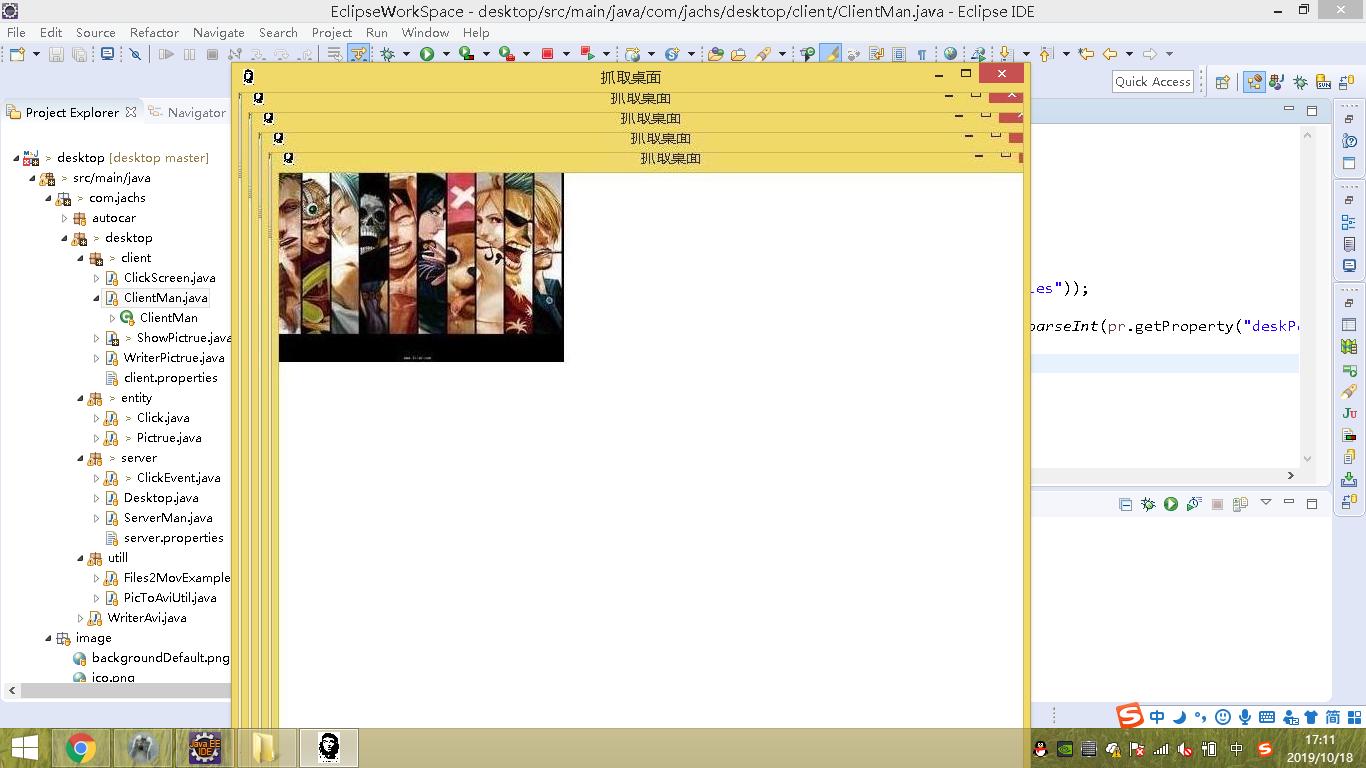 EclipseWorkSpace - desktop/src/main/java/com/jachs/desktop/client/ClientMan.java - Eclipse IDE
File Edit Source Refactor Navigate Search Project Run Window Help
Quick Access
抓取桌面
抓取桌面
抓取桌面
抓取桌面
抓取桌面
Project Explorer Navigator
> desktop [desktop master]
> src/main/java
> com.jachs
autocar
> desktop
> client
ClickScreen.java
ClientMan.java
ClientMan
> ShowPictrue.java
WriterPictrue.java
client.properties
> entity
> Click.java
> Pictrue.java
> server
> ClickEvent.java
Desktop.java
ServerMan.java
server.properties
utill
Files2MovExample
PicToAviUtil.java
WriterAvi.java
image
backgroundDefault.png
ico.png
les"));
parseInt(pr.getProperty("deskP
中 简
Java EE
IDE
中
17:11
2019/10/18